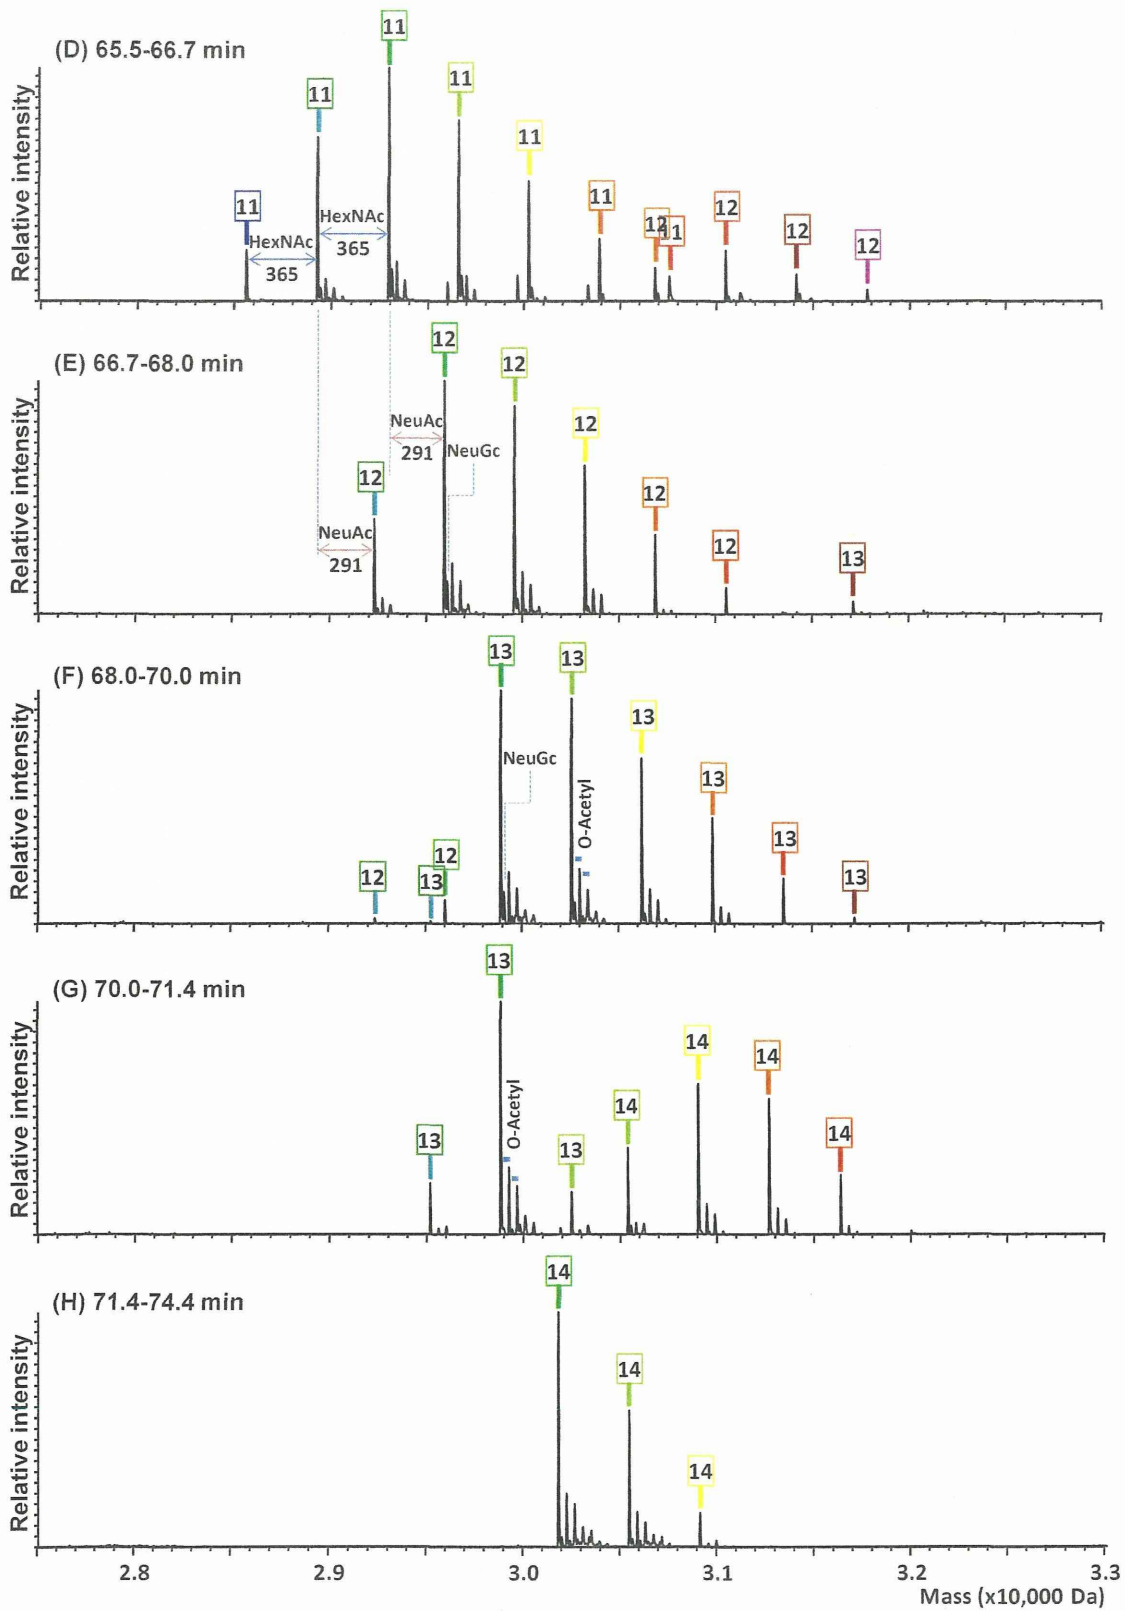 (D) 65.5-66.7 min
Relative intensity
11
11
11
11
11
11
12
11
12
12
12
HexNAc
365
HexNAc
365
(E) 66.7-68.0 min
Relative intensity
12
12
12
12
12
12
13
NeuAc
291
NeuAc
291
NeuGc
(F) 68.0-70.0 min
Relative intensity
12
13
12
13
13
13
13
13
13
NeuGc
O-Acetyl
(G) 70.0-71.4 min
Relative intensity
13
13
13
14
14
14
14
O-Acetyl
(H) 71.4-74.4 min
Relative intensity
14
14
14
2.8 2.9 3.0 3.1 3.2 3.3
Mass (x10,000 Da)